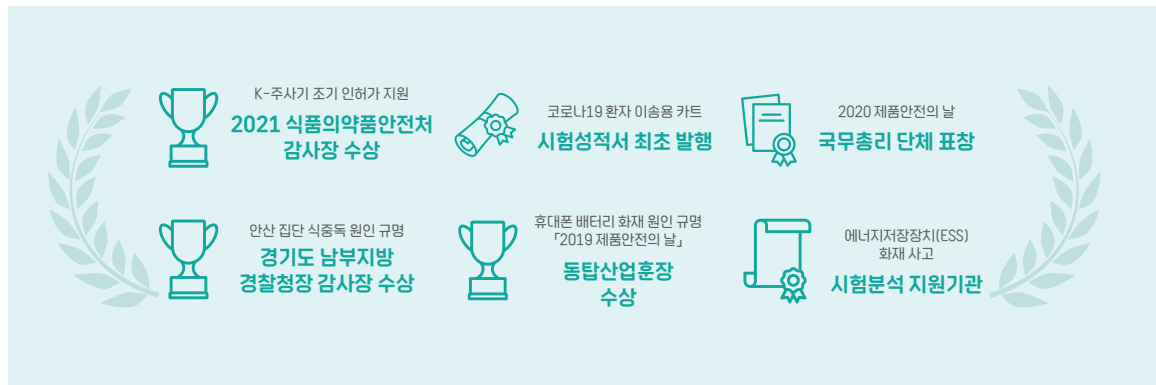 K-주사기 조기 인허가 지원
2021 식품의약품안전처
감사장 수상
코로나19 환자 이송용 카트
시험성적서 최초 발행
2020 제품안전의 날
국무총리 단체 표창
안산 집단 식중독 원인 규명
경기도 남부지방
경찰청장 감사장 수상
휴대폰 배터리 화재 원인 규명
「2019 제품안전의 날」
동탑산업훈장
수상
에너지저장장치(ESS)
화재 사고
시험분석 지원기관